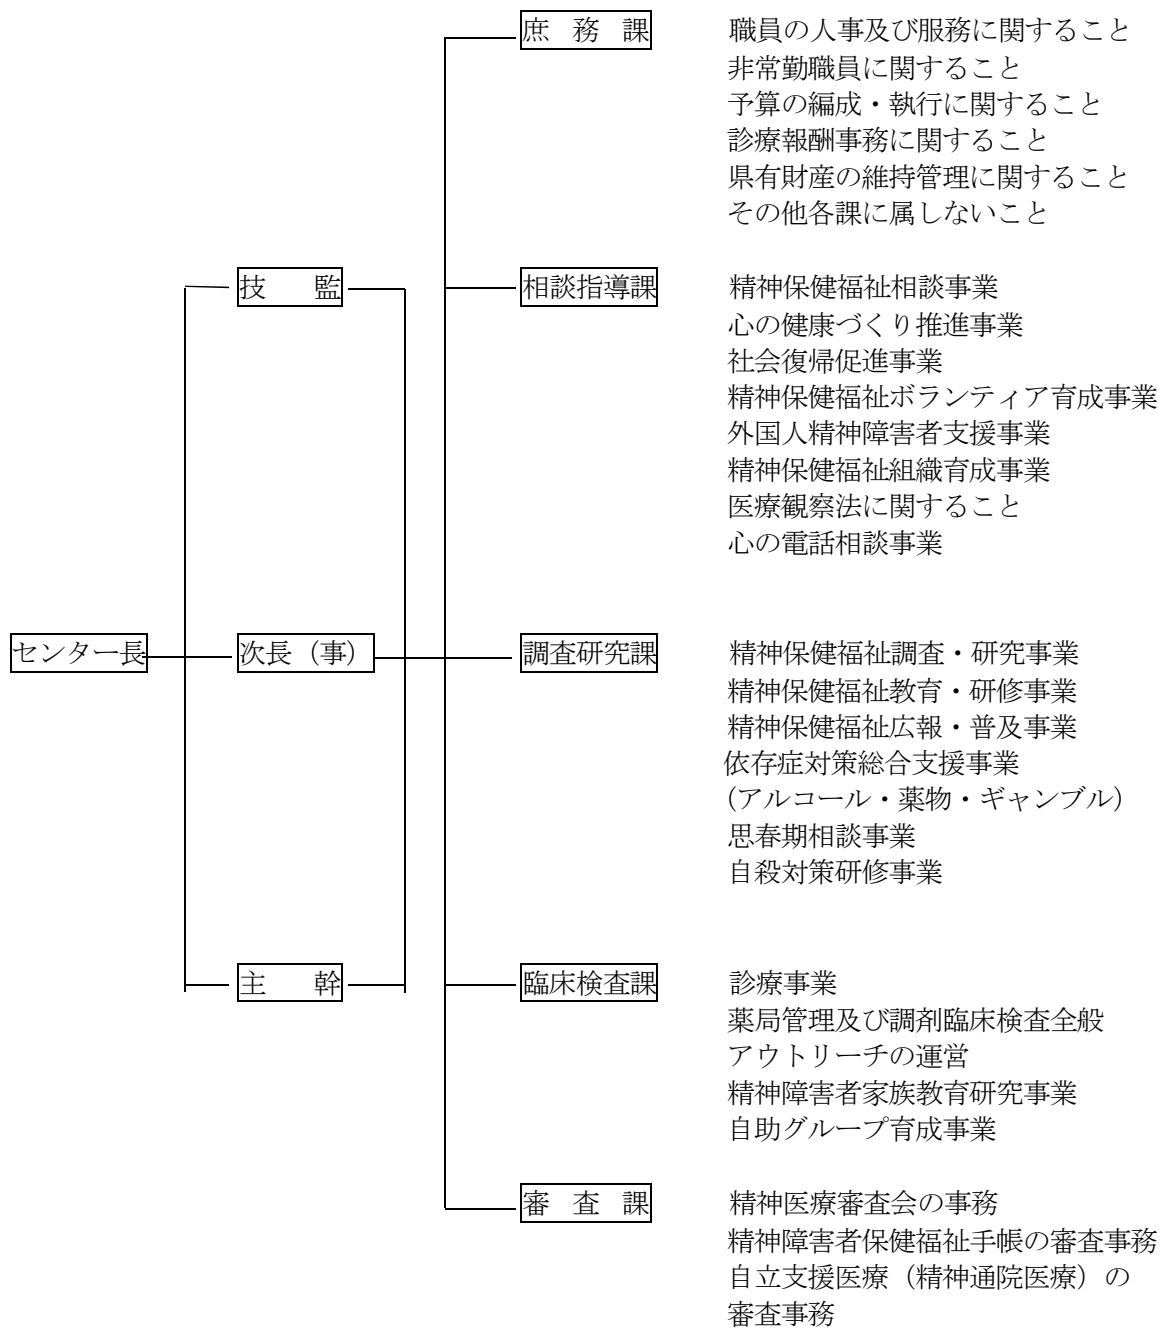 庶務課
職員の人事及び服務に関すること
非常勤職員に関すること
予算の編成・執行に関すること
診療報酬事務に関すること
県有財産の維持管理に関すること
その他各課に属しないこと
技監
相談指導課
精神保健福祉相談事業
心の健康づくり推進事業
社会復帰促進事業
精神保健福祉ボランティア育成事業
外国人精神障害者支援事業
精神保健福祉組織育成事業
医療観察法に関すること
心の電話相談事業
センター長
次長（事）
調査研究課
精神保健福祉調査・研究事業
精神保健福祉教育・研修事業
精神保健福祉広報・普及事業
依存症対策総合支援事業
（アルコール・薬物・ギャンブル）
思春期相談事業
自殺対策研修事業
主幹
臨床検査課
診療事業
薬局管理及び調剤臨床検査全般
アウトリーチの運営
精神障害者家族教育研究事業
自助グループ育成事業
審査課
精神医療審査会の事務
精神障害者保健福祉手帳の審査事務
自立支援医療（精神通院医療）の
審査事務